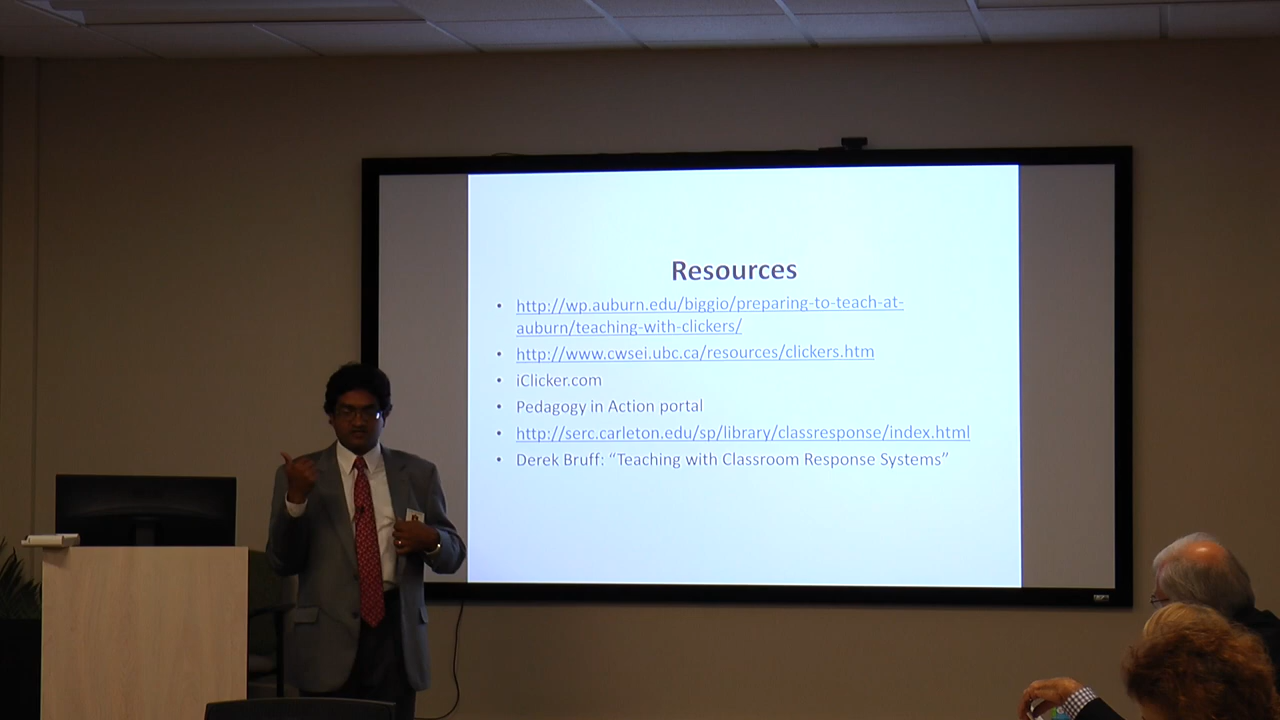 Resources
• http://wp.auburn.edu/biggio/preparing-to-teach-at-
auburn/teaching-with-clickers/
• http://www.cwsei.ubc.ca/resources/clickers.htm
• iClicker.com
• Pedagogy in Action portal
• http://serc.carleton.edu/sp/library/classresponse/index.html
• Derek Bruff: “Teaching with Classroom Response Systems”